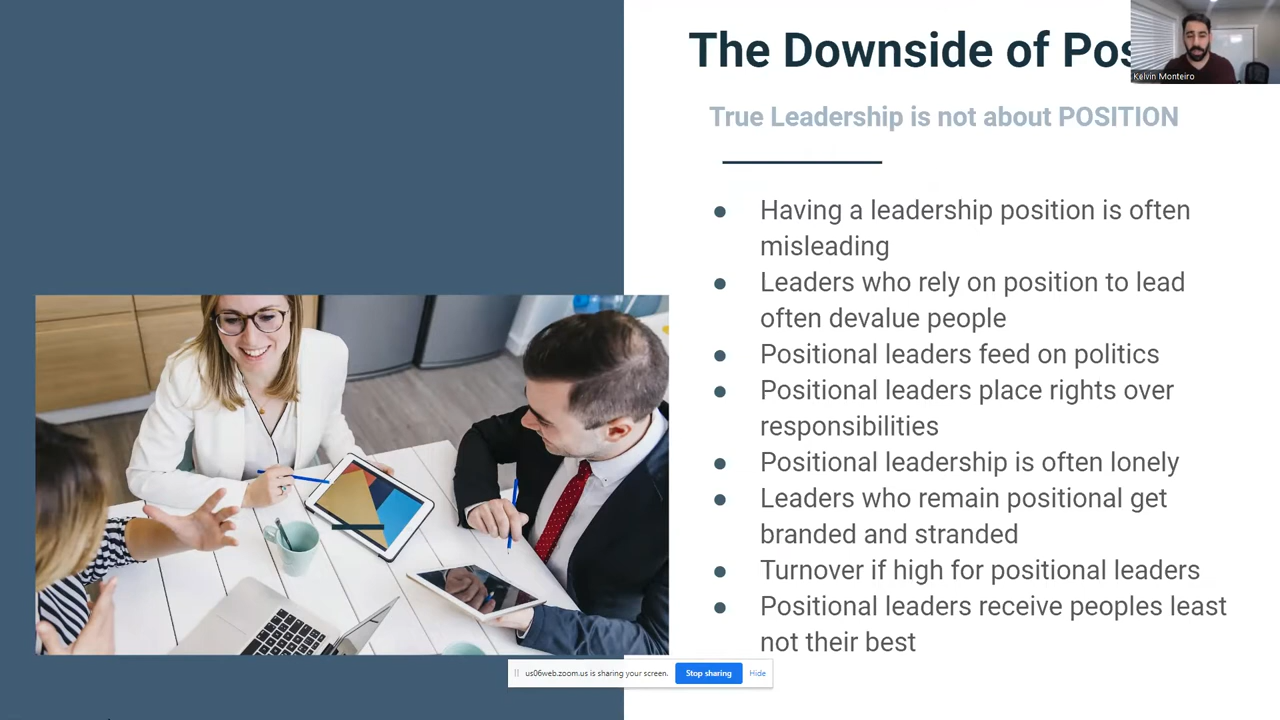 The Downside of Pos
Kelvin Monteiro
True Leadership is not about POSITION
● Having a leadership position is often
misleading
● Leaders who rely on position to lead
often devalue people
● Positional leaders feed on politics
● Positional leaders place rights over
responsibilities
● Positional leadership is often lonely
● Leaders who remain positional get
branded and stranded
● Turnover if high for positional leaders
● Positional leaders receive peoples least
not their best
us06web.zoom.us is sharing your screen. Stop sharing Hide